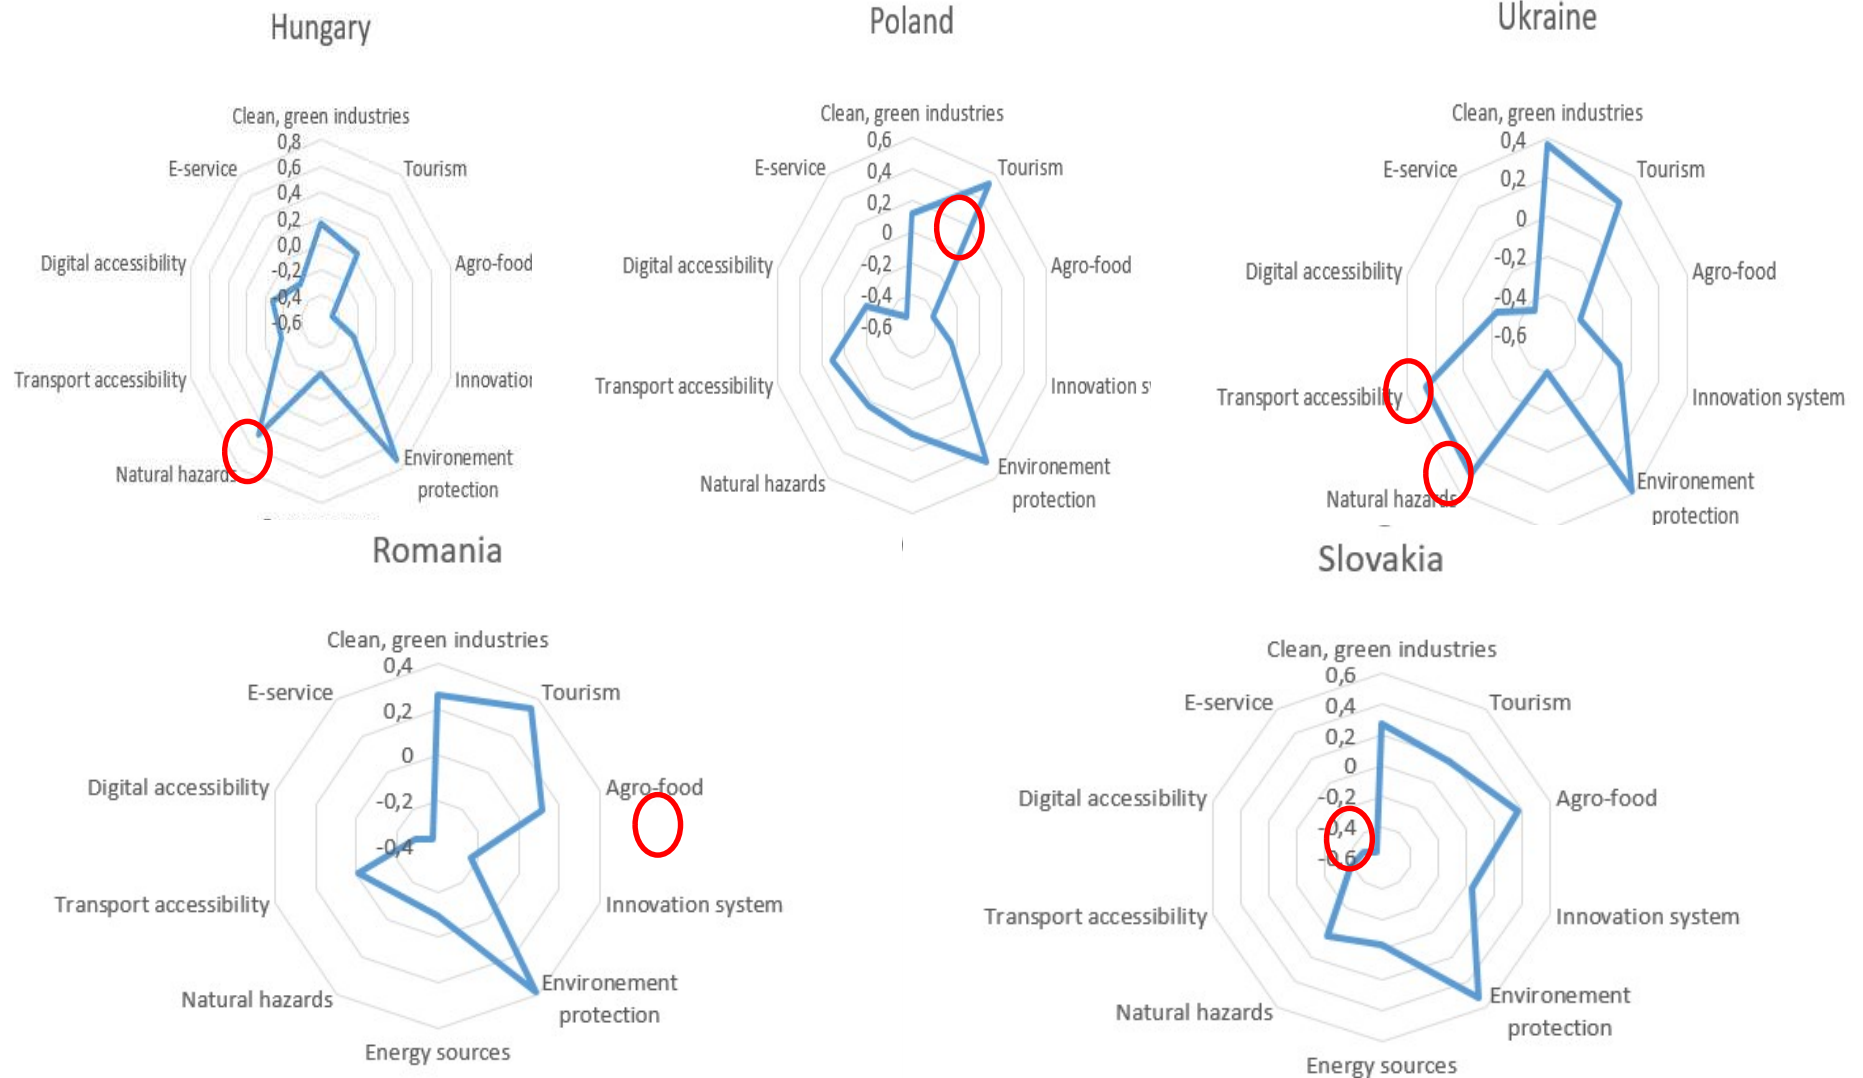 Hungary
Clean, green industries
0,8
0,6
0,4
0,2
0,0
-0,2
-0,4
-0,6
E-service
Tourism
Digital accessibility
Agro-food
Transport accessibility
Innovation
Natural hazards
Environement
protection
Poland
Clean, green industries
0,6
0,4
0,2
0
-0,2
-0,4
-0,6
E-service
Tourism
Digital accessibility
Agro-food
Transport accessibility
Innovation s
Natural hazards
Environement
protection
Ukraine
Clean, green industries
0,4
0,2
0
-0,2
-0,4
-0,6
E-service
Tourism
Digital accessibility
Agro-food
Transport accessibility
Innovation system
Natural hazards
Environement
protection
Romania
Clean, green industries
0,4
0,2
0
-0,2
-0,4
E-service
Tourism
Digital accessibility
Agro-food
Transport accessibility
Innovation system
Natural hazards
Environement
protection
Energy sources
Slovakia
Clean, green industries
0,6
0,4
0,2
0
-0,2
-0,4
-0,6
E-service
Tourism
Digital accessibility
Agro-food
Transport accessibility
Innovation system
Natural hazards
Environement
protection
Energy sources